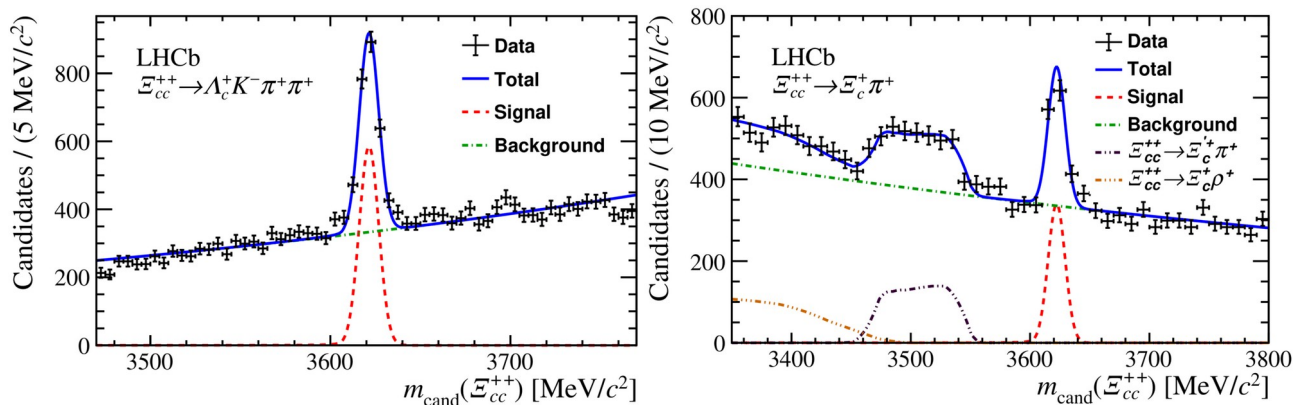 Candidates / (5 MeV/c²)
800
600
400
200
0
LHCb
Ξcc++ → Λc+ K− π+ π+
Data
Total
Signal
Background
3500
3600
3700
mcand(Ξcc++) [MeV/c²]
Candidates / (10 MeV/c²)
800
600
400
200
0
LHCb
Ξcc++ → Ξc+ π+
Data
Total
Signal
Background
Ξcc++ → Ξc′+ π+
Ξcc++ → Ξc+ ρ+
3400
3500
3600
3700
3800
mcand(Ξcc++) [MeV/c²]